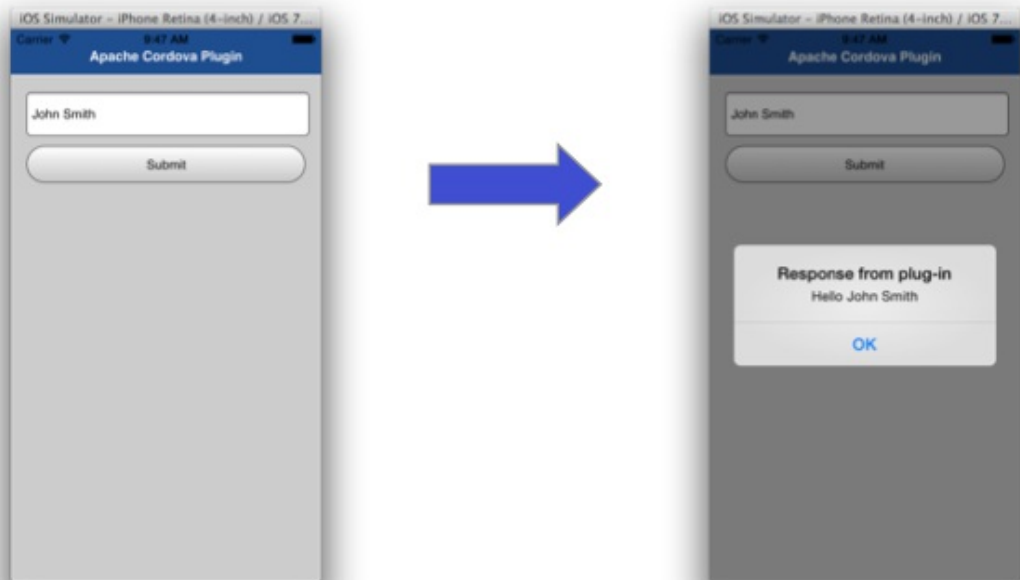 iOS Simulator – iPhone Retina (4-inch) / iOS 7...
Carrier 9:47 AM
Apache Cordova Plugin
John Smith
Submit
iOS Simulator – iPhone Retina (4-inch) / iOS 7...
Carrier 9:47 AM
Apache Cordova Plugin
John Smith
Submit
Response from plug-in
Hello John Smith
OK